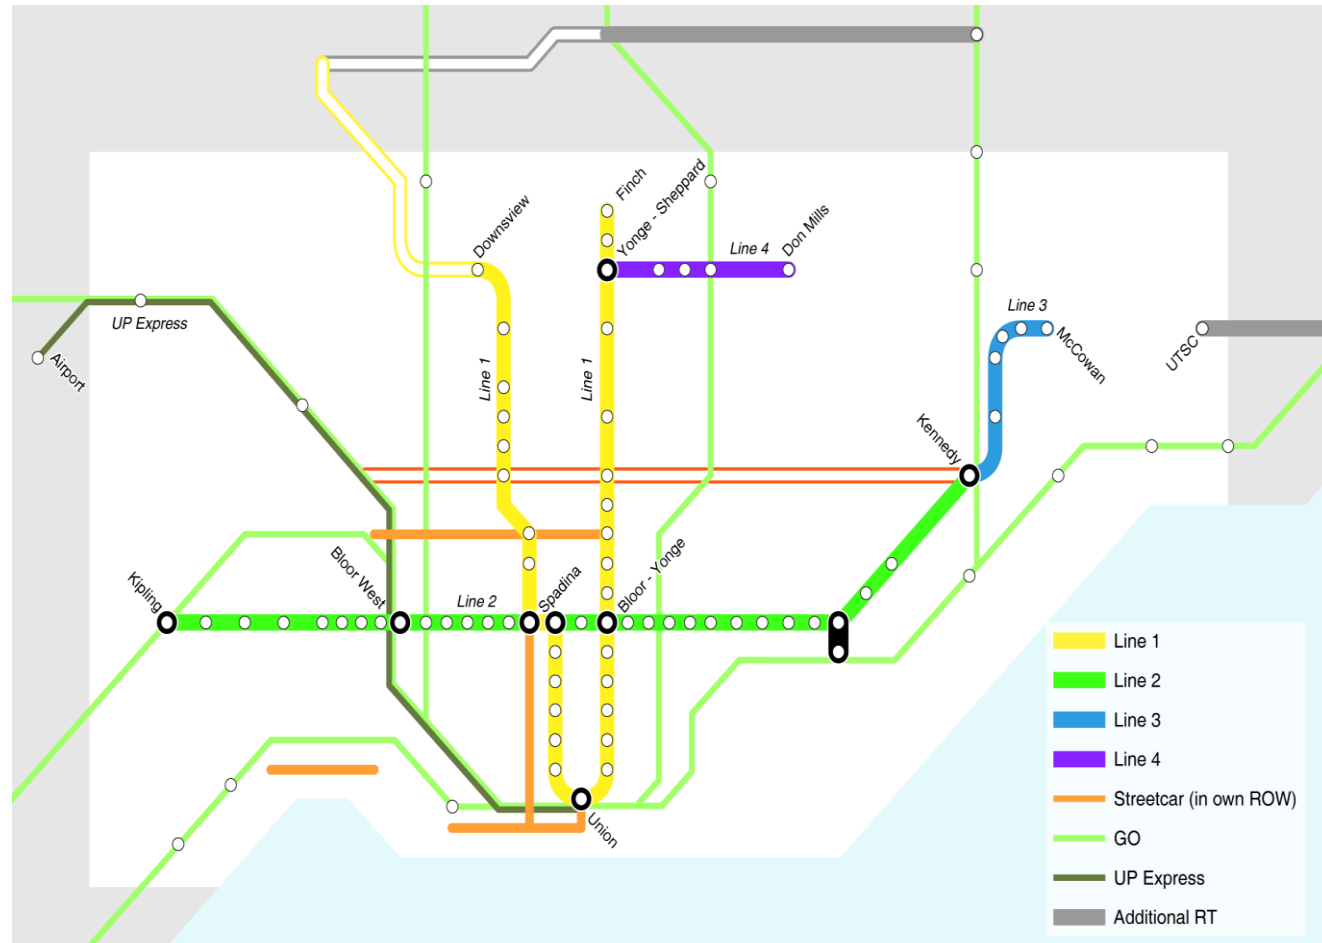 Finch
Yonge - Sheppard
Downsview
Don Mills
Line 4
UP Express
Airport
Line 1
Line 1
Line 3
McCowan
UTSC
Kennedy
Kipling
Bloor West
Line 2
Spadina
Bloor - Yonge
Union
Line 1
Line 2
Line 3
Line 4
Streetcar (in own ROW)
GO
UP Express
Additional RT